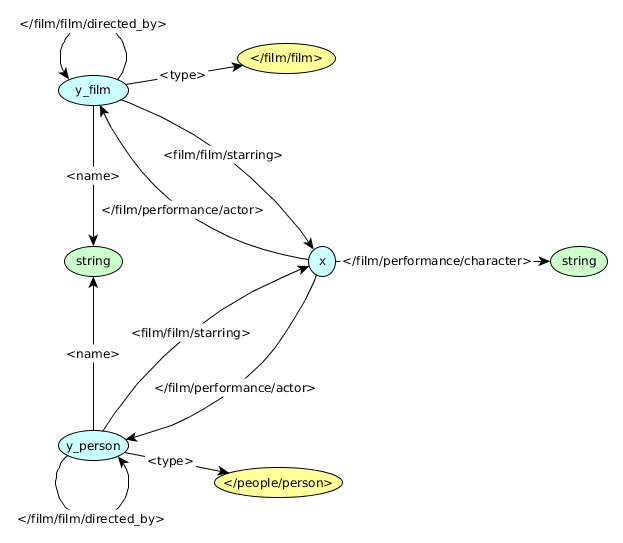 </film/film/directed_by>
</film/film>
<type>
y_film
<film/film/starring>
<name>
</film/performance/actor>
string
x
</film/performance/character>
string
<film/film/starring>
<name>
</film/performance/actor>
y_person
<type>
</people/person>
</film/film/directed_by>